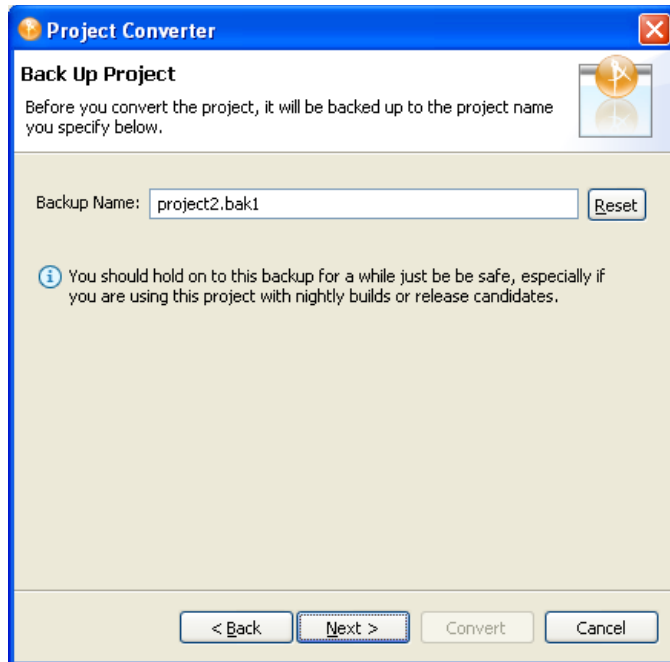 Project Converter
Back Up Project
Before you convert the project, it will be backed up to the project name
you specify below.
Backup Name: project2.bak1 Reset
You should hold on to this backup for a while just be be safe, especially if
you are using this project with nightly builds or release candidates.
< Back Next > Convert Cancel